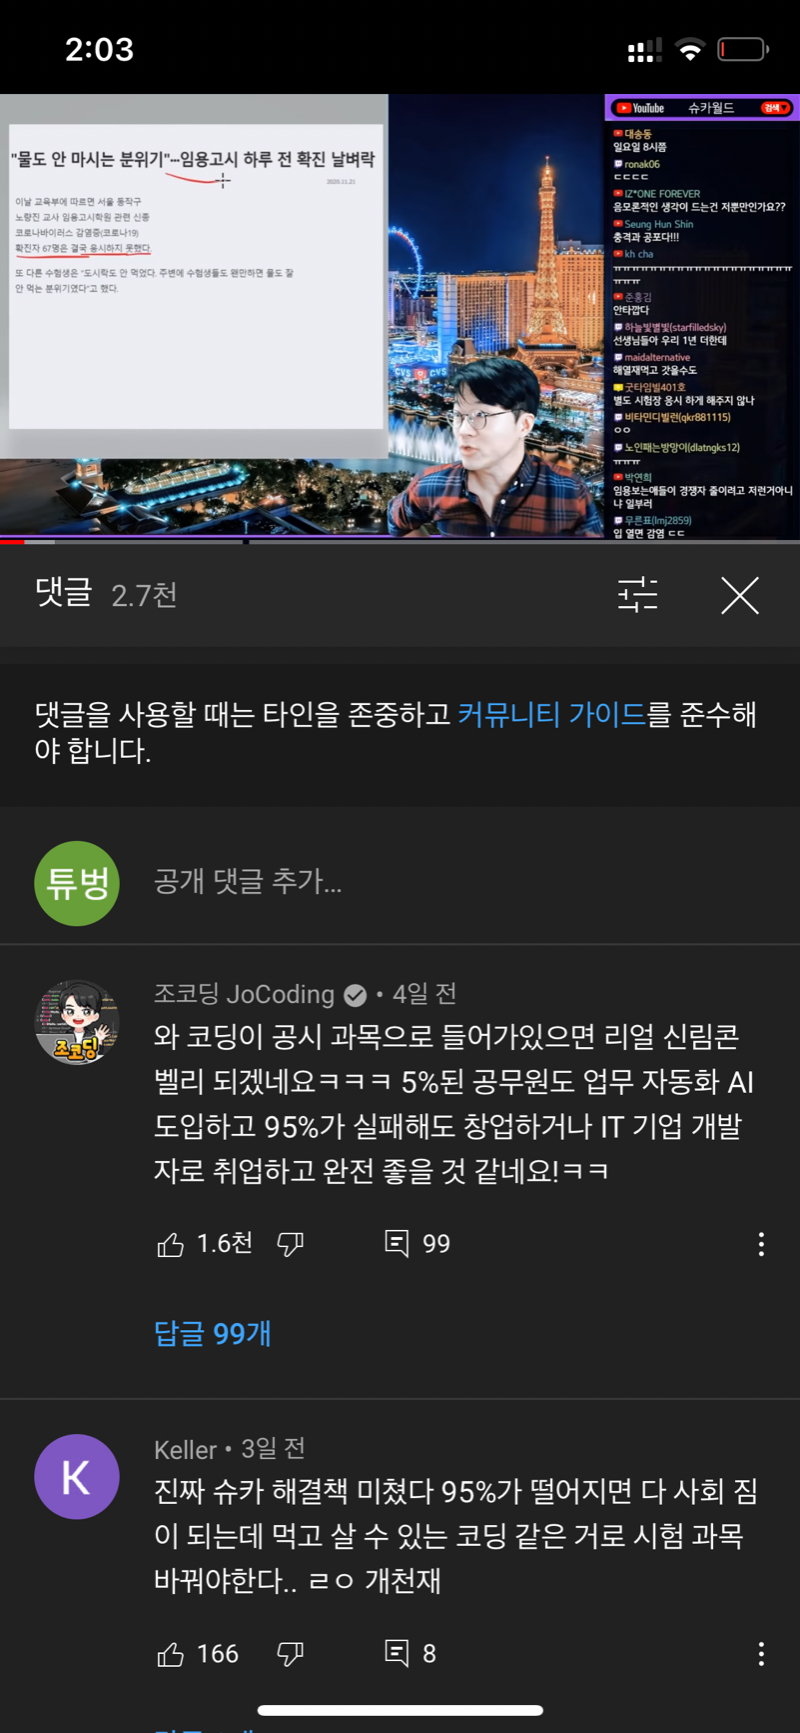 2:03
"물도 안 마시는 분위기"…임용고시 하루 전 확진 날벼락
2020.11.21
이날 교육부에 따르면 서울 동작구
노량진 교사 임용고시학원 관련 신종
코로나바이러스 감염증(코로나19)
확진자 67명은 결국 응시하지 못했다.
또 다른 수험생은 "도시락도 안 먹었다. 주변에 수험생들도 왠만하면 물도 잘
안 먹는 분위기였다"고 했다.
CVS
CVS
YouTube 슈카월드 검색
대송동
일요일 8시쯤
ronak06
ㄷㄷㄷㄷ
IZ*ONE FOREVER
음모론적인 생각이 드는건 저뿐만인가요??
Seung Hun Shin
충격과 공포다!!!
kh cha
준홍김
안타깝다
하늘빛별빛(starfilledsky)
선생님들아 우리 1년 더한데
maidalternative
해열재먹고 갓을수도
굿타임빌401호
별도 시험장 응시 하게 해주지 않나
비타민디빌런(qkr881115)
ㅇㅇ
노인패는방망이(dlatngks12)
ㅠㅠㅠ
박연희
임용보는애들이 경쟁자 줄이려고 저런거아니
냐 일부러
무른표(lmj2859)
입 열면 감염 ㄷㄷ
댓글 2.7천
댓글을 사용할 때는 타인을 존중하고 커뮤니티 가이드를 준수해
야 합니다.
튜벙
공개 댓글 추가...
조코딩
조코딩 JoCoding • 4일 전
와 코딩이 공시 과목으로 들어가있으면 리얼 신림콘
벨리 되겠네요ㅋㅋㅋ 5%된 공무원도 업무 자동화 AI
도입하고 95%가 실패해도 창업하거나 IT 기업 개발
자로 취업하고 완전 좋을 것 같네요!ㅋㅋ
1.6천 99
답글 99개
K
Keller • 3일 전
진짜 슈카 해결책 미쳤다 95%가 떨어지면 다 사회 짐
이 되는데 먹고 살 수 있는 코딩 같은 거로 시험 과목
바꿔야한다.. ㄹㅇ 개천재
166 8